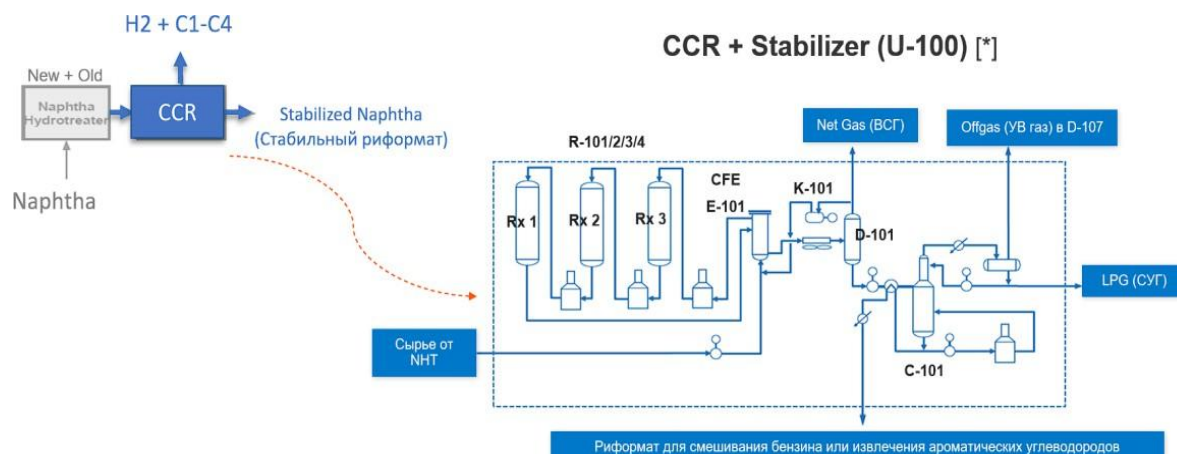 H2 + C1-C4
New + Old
Naphtha
Hydrotreater
CCR
Stabilized Naphtha
(Стабильный риформат)
Naphtha
CCR + Stabilizer (U-100) [*]
Net Gas (ВСГ)
Offgas (УВ газ) в D-107
R-101/2/3/4
CFE
E-101
K-101
Rx 1
Rx 2
Rx 3
D-101
LPG (СУГ)
Сырье от
NHT
C-101
Риформат для смешивания бензина или извлечения ароматических углеводородов